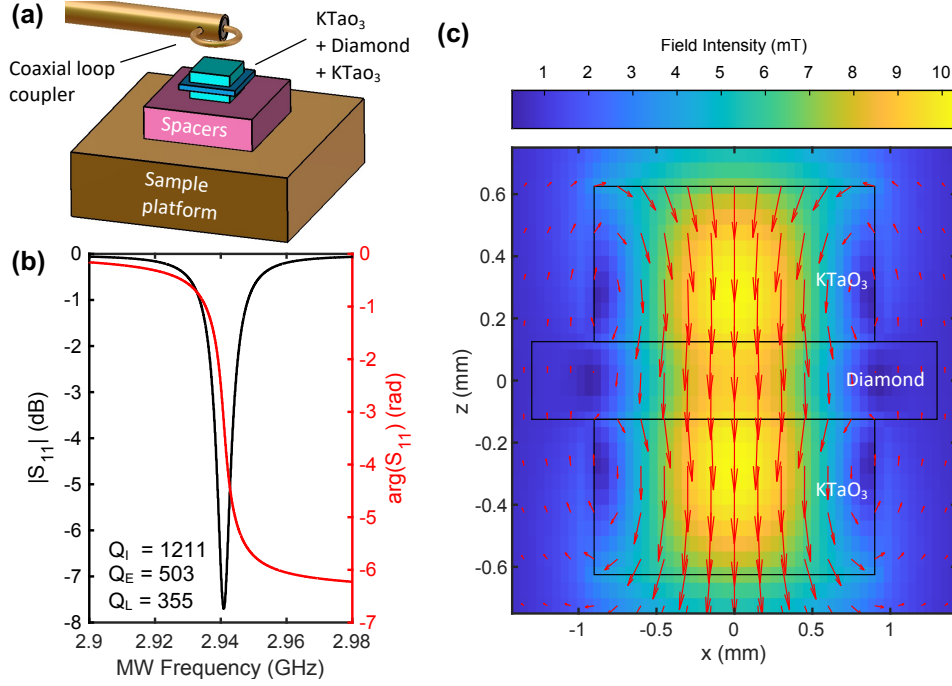 (a)
KTao₃
+ Diamond
+ KTao₃
Coaxial loop
coupler
Spacers
Sample
platform
(b)
|S₁₁| (dB)
0
-1
-2
-3
-4
-5
-6
-7
-8
arg(S₁₁) (rad)
0
-1
-2
-3
-4
-5
-6
-7
Q_I = 1211
Q_E = 503
Q_L = 355
2.9 2.92 2.94 2.96 2.98
MW Frequency (GHz)
(c)
Field Intensity (mT)
1 2 3 4 5 6 7 8 9 10
z (mm)
0.6
0.4
0.2
0
-0.2
-0.4
-0.6
KTaO₃
Diamond
KTaO₃
-1 -0.5 0 0.5 1
x (mm)